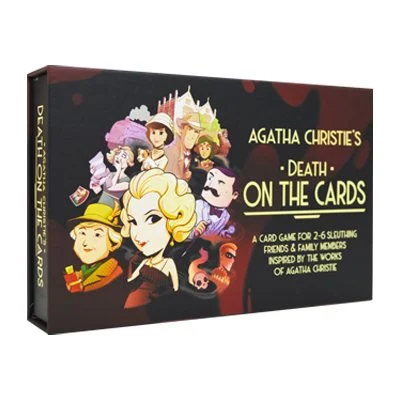 AGATHA CHRISTIE'S
• DEATH •
ON THE CARDS
A CARD GAME FOR 2-6 SLEUTHING
FRIENDS & FAMILY MEMBERS
INSPIRED BY THE WORKS
OF AGATHA CHRISTIE
• AGATHA CHRISTIE'S •
DEATH ON THE CARDS